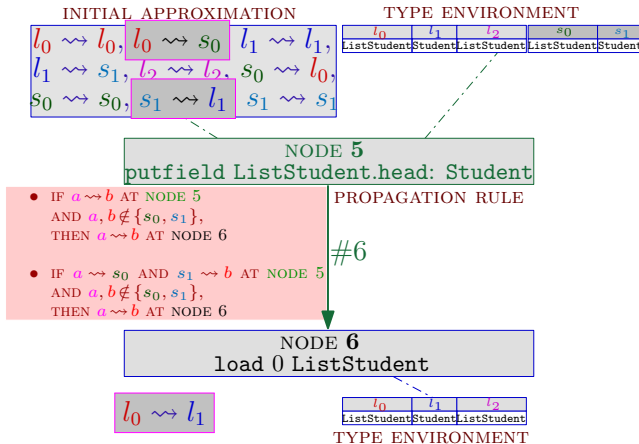 INITIAL APPROXIMATION
l₀ ⇝ l₀, l₀ ⇝ s₀, l₁ ⇝ l₁,
l₁ ⇝ s₁, l₂ ⇝ l₂, s₀ ⇝ l₀,
s₀ ⇝ s₀, s₁ ⇝ l₁, s₁ ⇝ s₁
TYPE ENVIRONMENT
l₀ l₁ l₂ s₀ s₁
ListStudent Student ListStudent ListStudent Student
NODE 5
putfield ListStudent.head: Student
PROPAGATION RULE
• IF a ⇝ b AT NODE 5
AND a, b ∉ {s₀, s₁},
THEN a ⇝ b AT NODE 6
• IF a ⇝ s₀ AND s₁ ⇝ b AT NODE 5
AND a, b ∉ {s₀, s₁},
THEN a ⇝ b AT NODE 6
#6
NODE 6
load 0 ListStudent
l₀ ⇝ l₁
l₀ l₁ l₂
ListStudent Student ListStudent
TYPE ENVIRONMENT